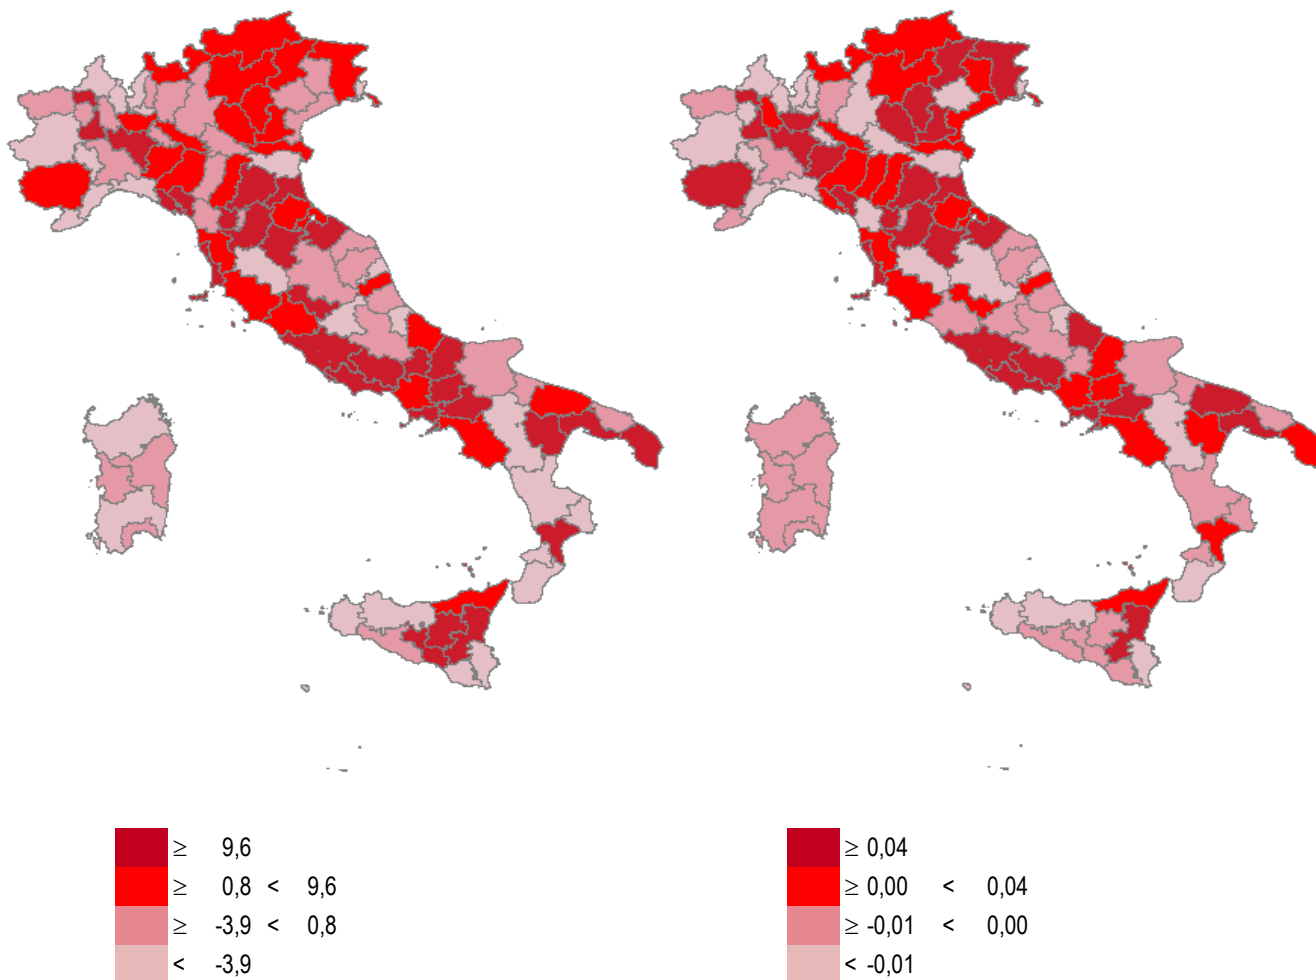 ≥ 9,6
≥ 0,8 < 9,6
≥ -3,9 < 0,8
< -3,9
≥ 0,04
≥ 0,00 < 0,04
≥ -0,01 < 0,00
< -0,01